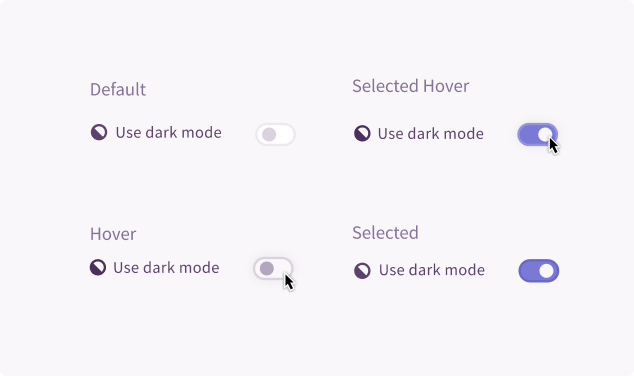 Default
Use dark mode
Selected Hover
Use dark mode
Hover
Use dark mode
Selected
Use dark mode